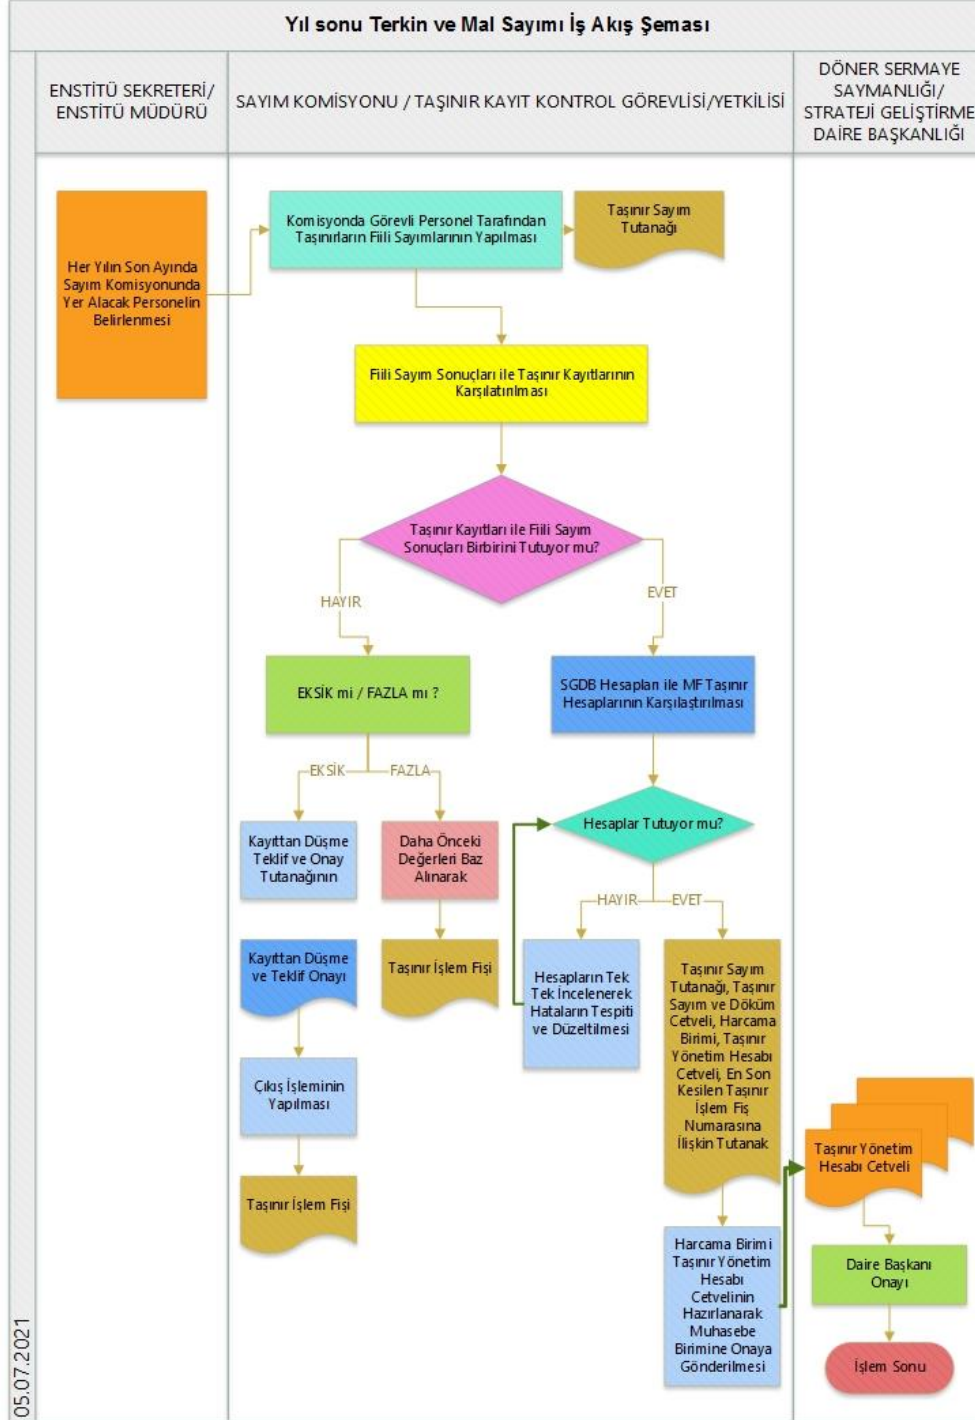 Yıl sonu Terkin ve Mal Sayımı İş Akış Şeması
ENSTİTÜ SEKRETERİ/
ENSTİTÜ MÜDÜRÜ
SAYIM KOMİSYONU / TAŞINIR KAYIT KONTROL GÖREVLİSİ/YETKİLİSİ
DÖNER SERMAYE
SAYMANLIĞI/
STRATEJİ GELİŞTİRME
DAİRE BAŞKANLIĞI
Her Yılın Son Ayında
Sayım Komisyonunda
Yer Alacak Personelin
Belirlenmesi
Komisyonda Görevli Personel Tarafından
Taşınırların Fiili Sayımlarının Yapılması
Taşınır Sayım
Tutanağı
Fiili Sayım Sonuçları ile Taşınır Kayıtlarının
Karşılatırılması
Taşınır Kayıtları ile Fiili Sayım
Sonuçları Birbirini Tutuyor mu?
HAYIR
EVET
EKSİK mi / FAZLA mı ?
SGDB Hesapları ile MF Taşınır
Hesaplarının Karşılaştırılması
EKSİK
FAZLA
Kayıttan Düşme
Teklif ve Onay
Tutanağının
Daha Önceki
Değerleri Baz
Alınarak
Hesaplar Tutuyor mu?
HAYIR
EVET
Kayıttan Düşme
ve Teklif Onayı
Taşınır İşlem Fişi
Hesapların Tek
Tek İncelenerek
Hataların Tespiti
ve Düzeltilmesi
Taşınır Sayım
Tutanağı, Taşınır
Sayım ve Döküm
Cetveli, Harcama
Birimi, Taşınır
Yönetim Hesabı
Cetveli, En Son
Kesilen Taşınır
İşlem Fiş
Numarasına
İlişkin Tutanak
Çıkış İşleminin
Yapılması
Taşınır İşlem Fişi
Taşınır Yönetim
Hesabı Cetveli
Harcama Birimi
Taşınır Yönetim
Hesabı
Cetvelinin
Hazırlanarak
Muhasebe
Birimine Onaya
Gönderilmesi
Daire Başkanı
Onayı
İşlem Sonu
05.07.2021